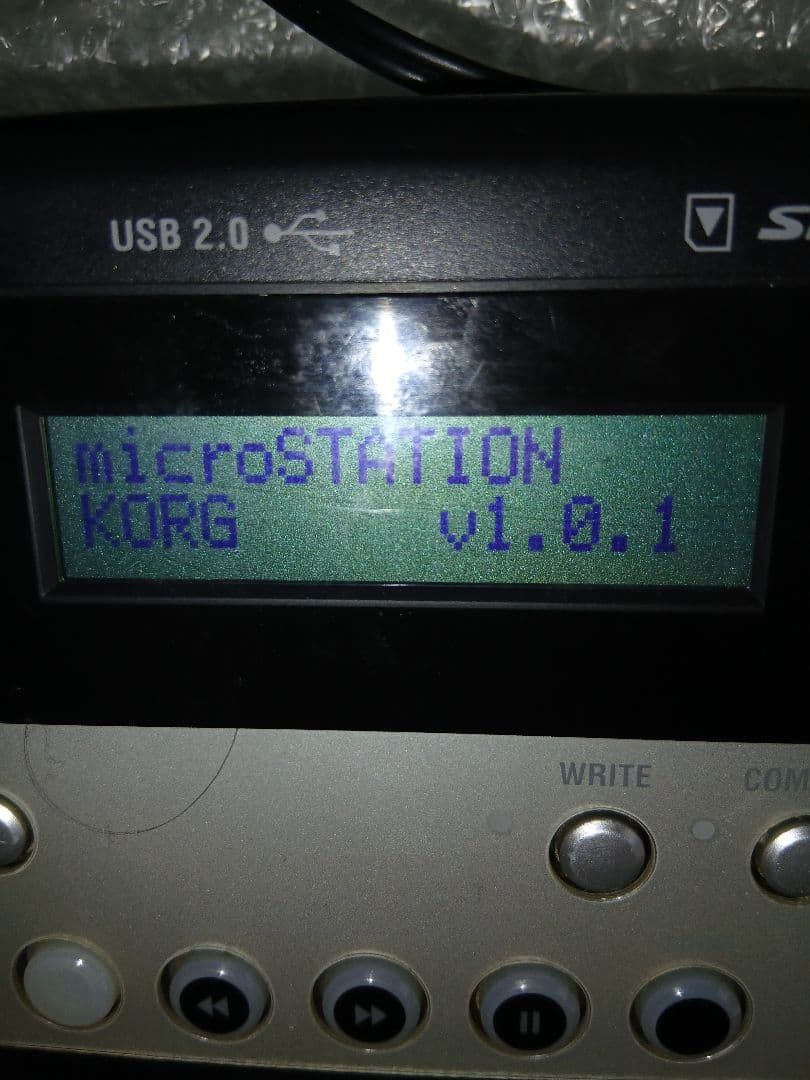 USB 2.0
microSTATION
KORG v1.0.1
WRITE